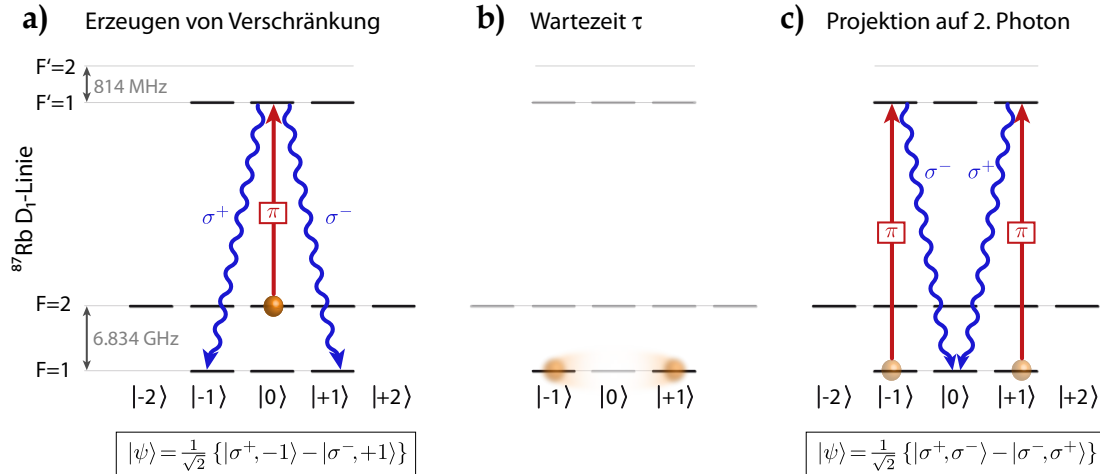 a) Erzeugen von Verschränkung
b) Wartezeit τ
c) Projektion auf 2. Photon
F'=2
814 MHz
F'=1
⁸⁷Rb D₁-Linie
σ⁺ π σ⁻
σ⁻ σ⁺
π π
F=2
6.834 GHz
F=1
|-2⟩ |-1⟩ |0⟩ |+1⟩ |+2⟩
|-1⟩ |0⟩ |+1⟩
|-2⟩ |-1⟩ |0⟩ |+1⟩ |+2⟩
|ψ⟩ = 1/√2 {|σ⁺,−1⟩−|σ⁻,+1⟩}
|ψ⟩ = 1/√2 {|σ⁺,σ⁻⟩−|σ⁻,σ⁺⟩}